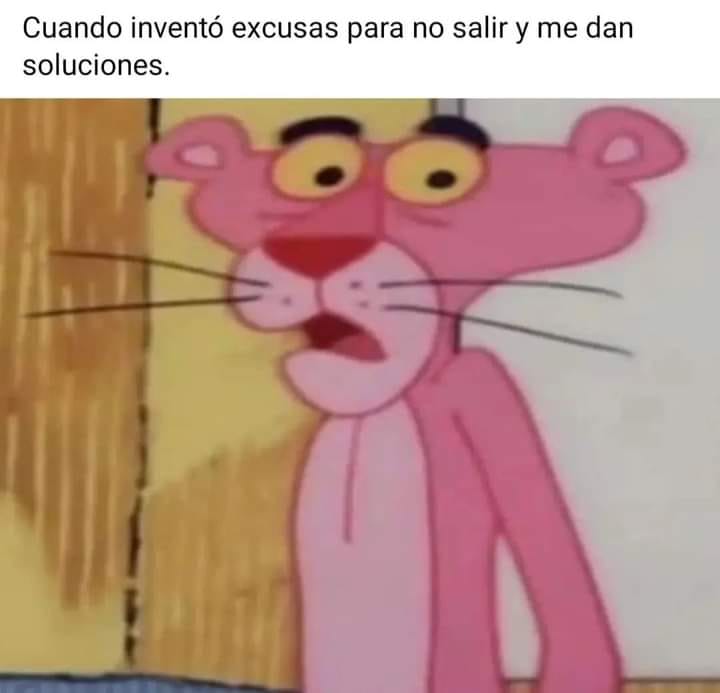 Cuando inventó excusas para no salir y me dan
soluciones.